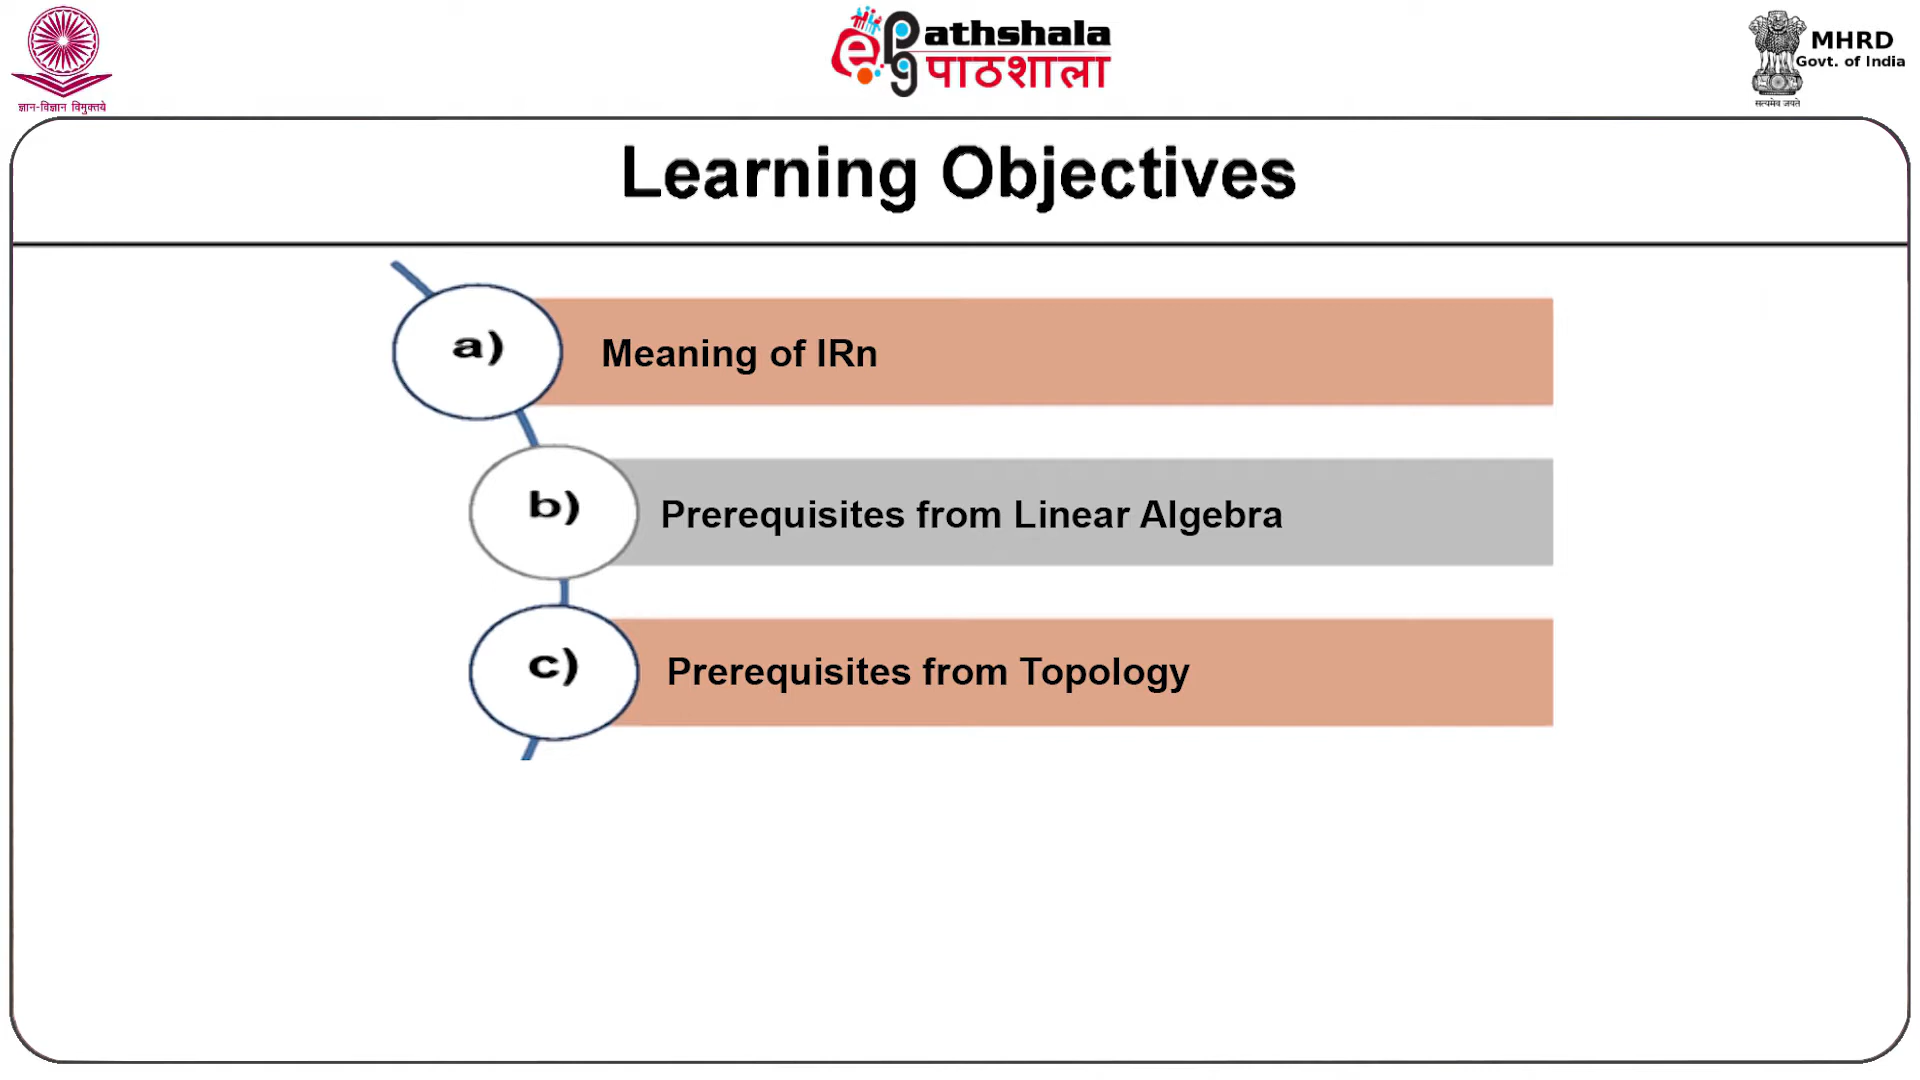 ज्ञान-विज्ञान विमुक्तये
e pg Pathshala
पाठशाला
MHRD
Govt. of India
सत्यमेव जयते
Learning Objectives
a) Meaning of IRn
b) Prerequisites from Linear Algebra
c) Prerequisites from Topology